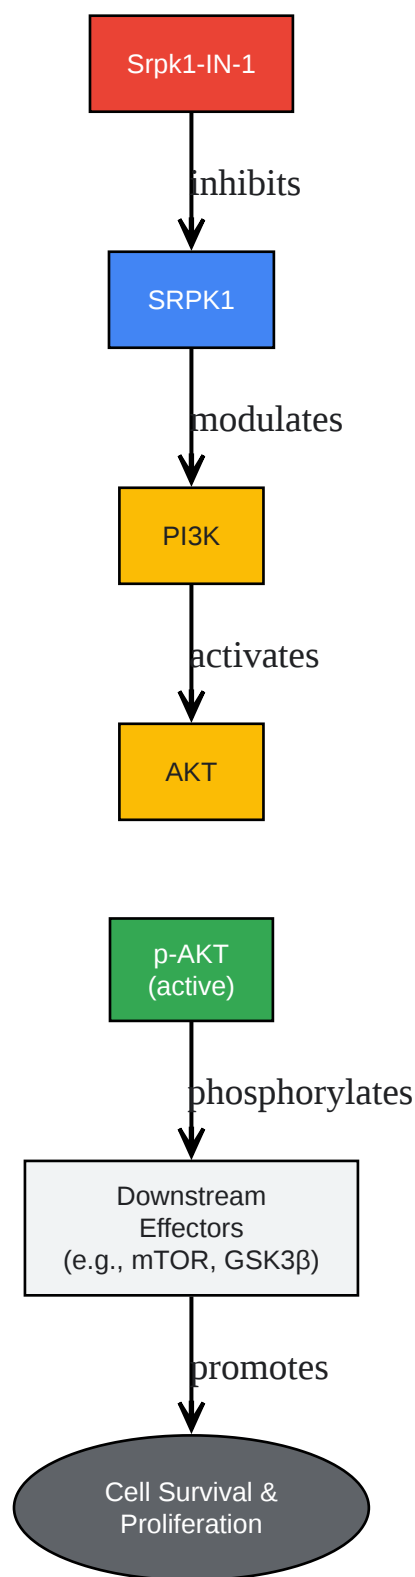 Srpk1-IN-1
inhibits
SRPK1
modulates
PI3K
activates
AKT
p-AKT
(active)
phosphorylates
Downstream
Effectors
(e.g., mTOR, GSK3β)
promotes
Cell Survival &
Proliferation